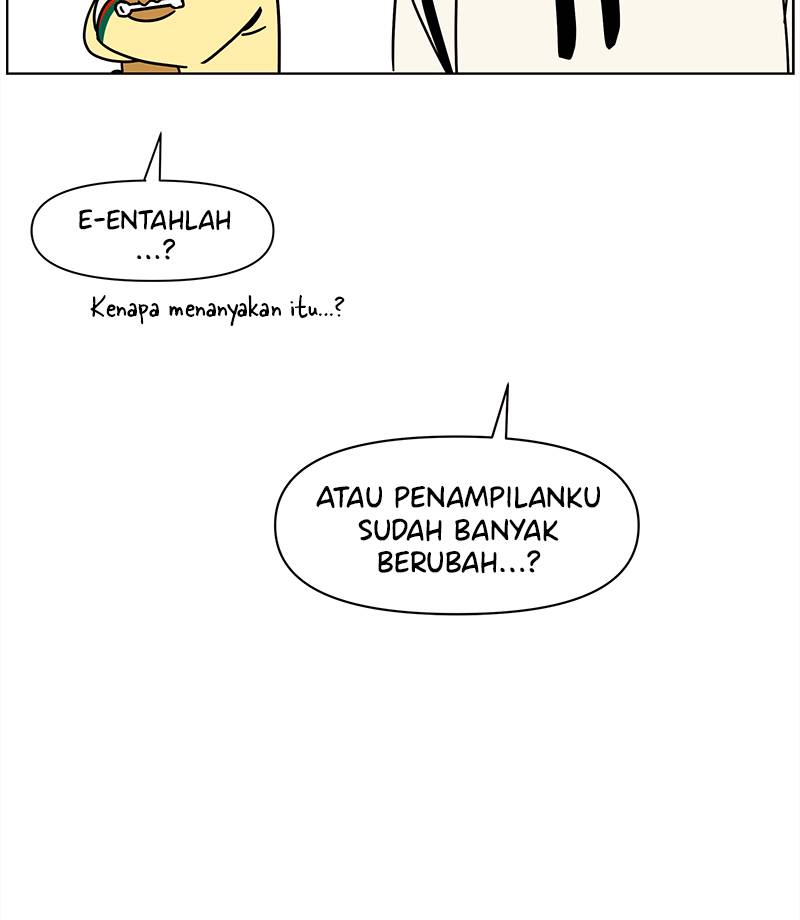 E-ENTAHLAH
...?
Kenapa menanyakan itu...?
ATAU PENAMPILANKU
SUDAH BANYAK
BERUBAH...?